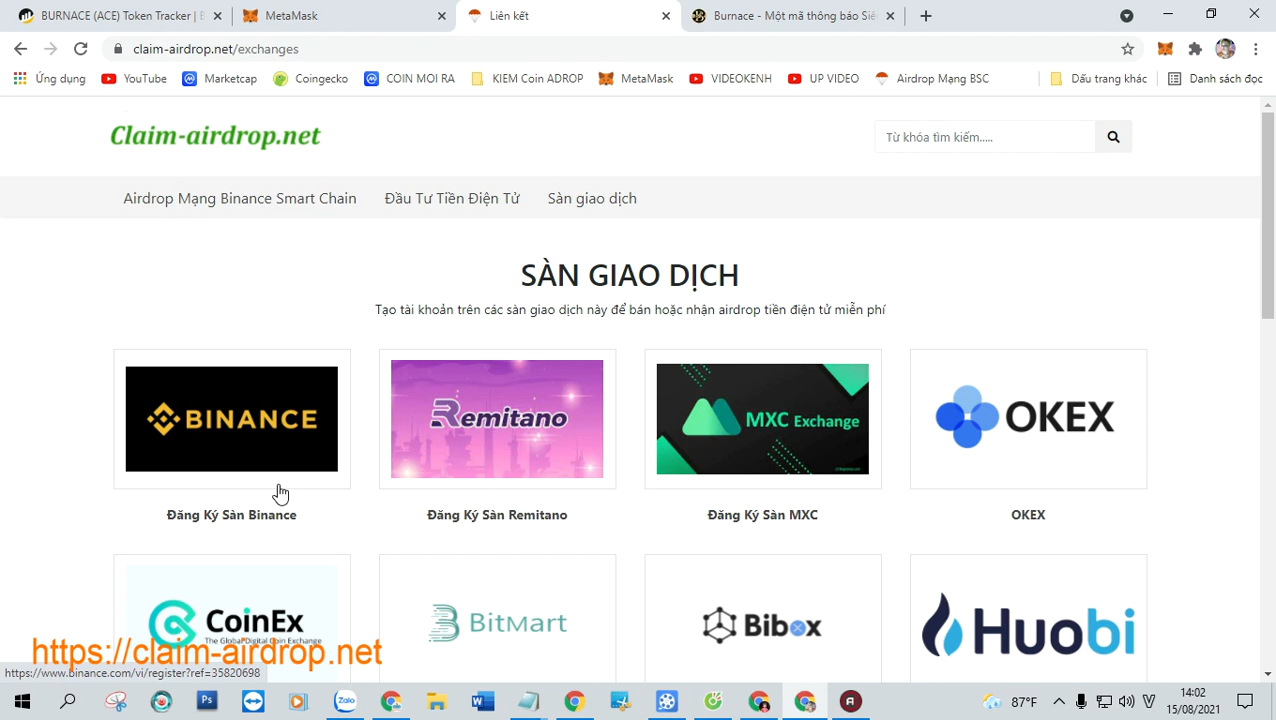 BURNACE (ACE) Token Tracker | B
MetaMask
Liên kết
Burnace - Một mã thông báo Siê
claim-airdrop.net/exchanges
Ứng dụng
YouTube
Marketcap
Coingecko
COIN MOI RA
KIEM Coin ADROP
MetaMask
VIDEOKENH
UP VIDEO
Airdrop Mạng BSC
Dấu trang khác
Danh sách đọc
Claim-airdrop.net
Từ khóa tìm kiếm.....
Airdrop Mạng Binance Smart Chain
Đầu Tư Tiền Điện Tử
Sàn giao dịch
SÀN GIAO DỊCH
Tạo tài khoản trên các sàn giao dịch này để bán hoặc nhận airdrop tiền điện tử miễn phí
BINANCE
Remitano
MXC Exchange
OKEX
Đăng Ký Sàn Binance
Đăng Ký Sàn Remitano
Đăng Ký Sàn MXC
OKEX
CoinEx
The Global Digital Coin Exchange
BitMart
Bibox
Huobi
https://claim-airdrop.net
https://www.binance.com/vi/register?ref=35820698
Ps
Zalo
87°F
V
14:02
15/08/2021